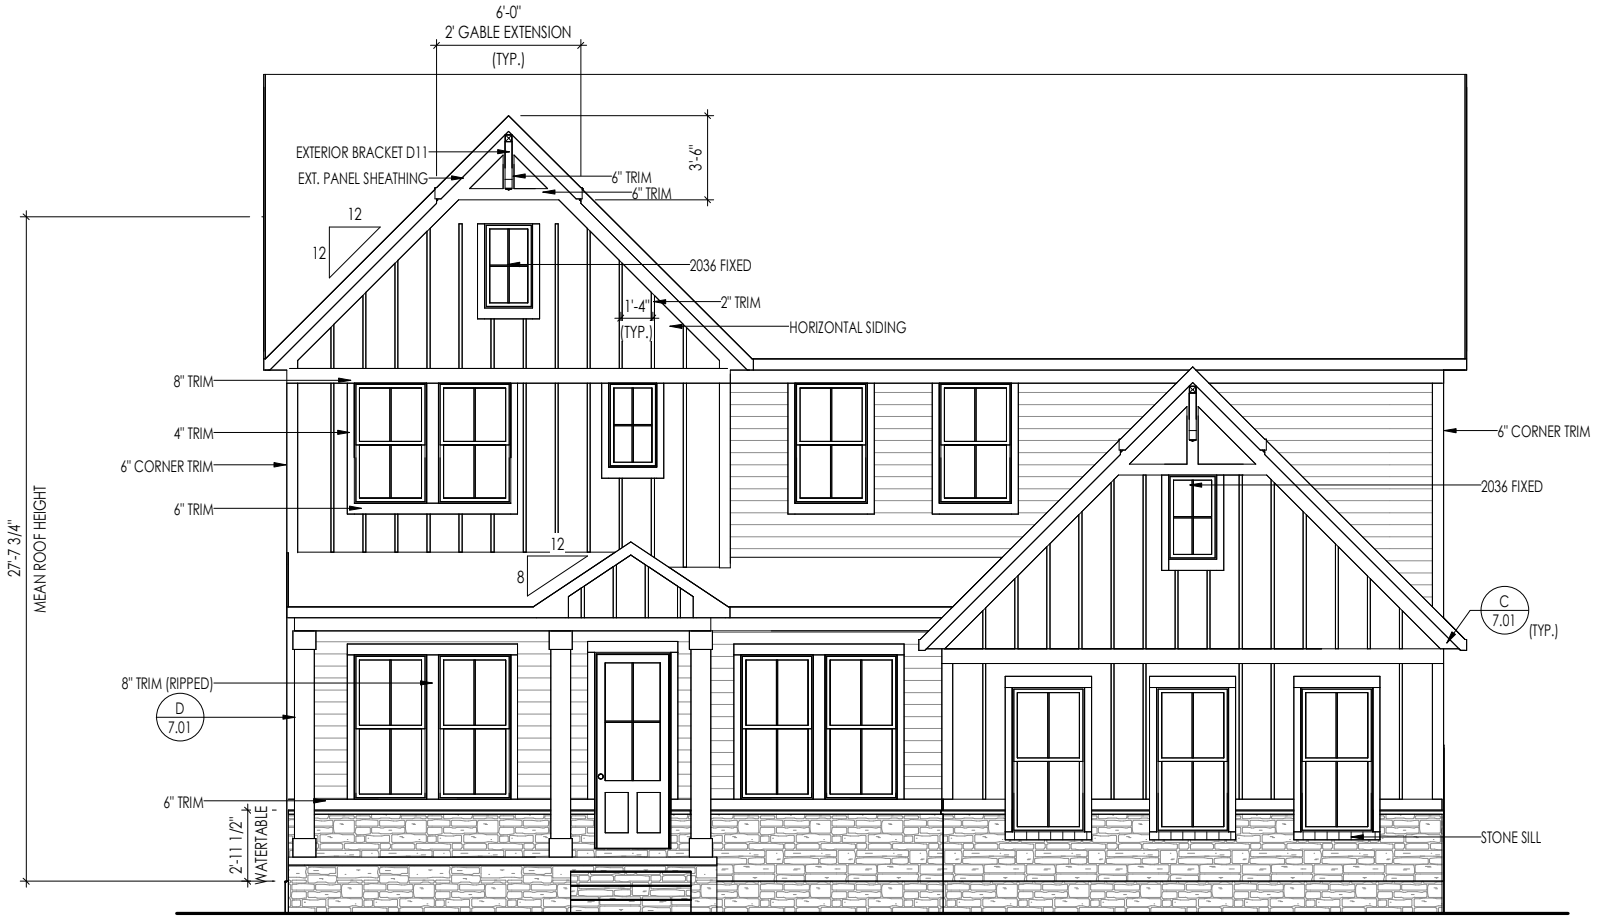 6'-0"
2' GABLE EXTENSION
(TYP.)
EXTERIOR BRACKET D11
EXT. PANEL SHEATHING
3'-6"
6" TRIM
6" TRIM
12
12
2036 FIXED
1'-4"
(TYP.)
2" TRIM
HORIZONTAL SIDING
8" TRIM
4" TRIM
6" CORNER TRIM
6" CORNER TRIM
6" TRIM
2036 FIXED
27'-7 3/4"
MEAN ROOF HEIGHT
12
8
C
7.01
(TYP.)
8" TRIM (RIPPED)
D
7.01
6" TRIM
2'-11 1/2"
WATERTABLE
STONE SILL